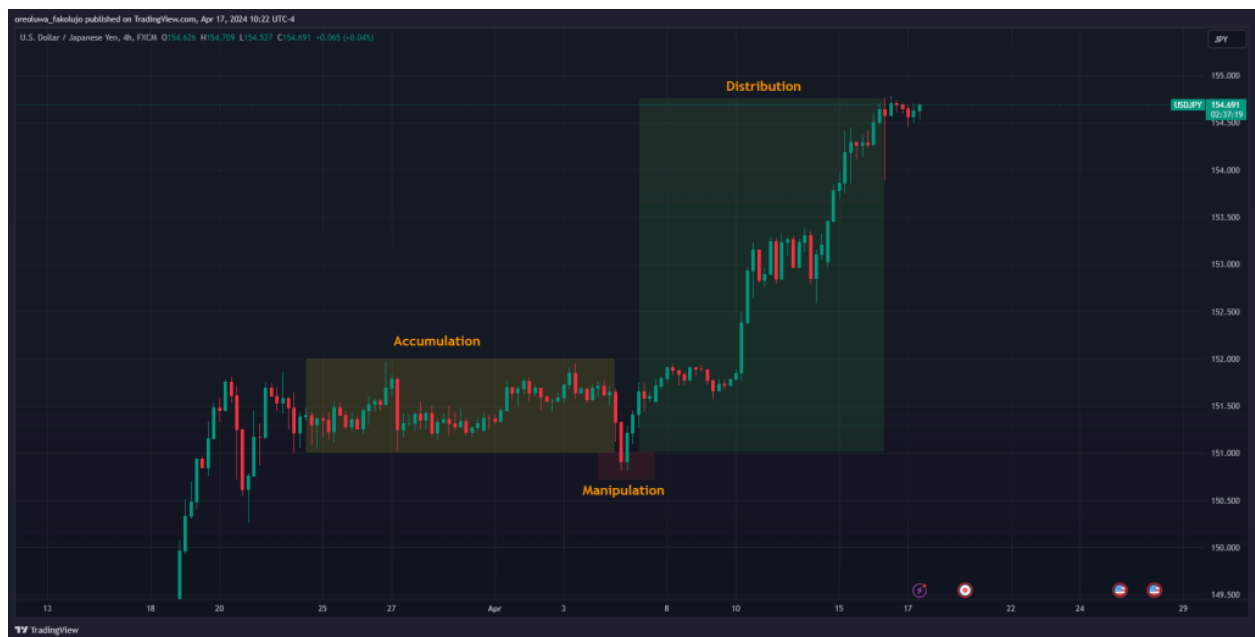 oreoluwa_fakolujo published on TradingView.com, Apr 17, 2024 10:22 UTC-4
U.S. Dollar / Japanese Yen, 4h, FXCM O154.626 H154.709 L154.527 C154.691 +0.065 (+0.04%)
JPY
155.000
Distribution
USDJPY 154.691
02:37:19
154.500
154.000
153.500
153.000
152.500
152.000
Accumulation
151.500
151.000
Manipulation
150.500
150.000
149.500
13 18 20 25 27 Apr 3 8 10 15 17 22 24 29
TradingView